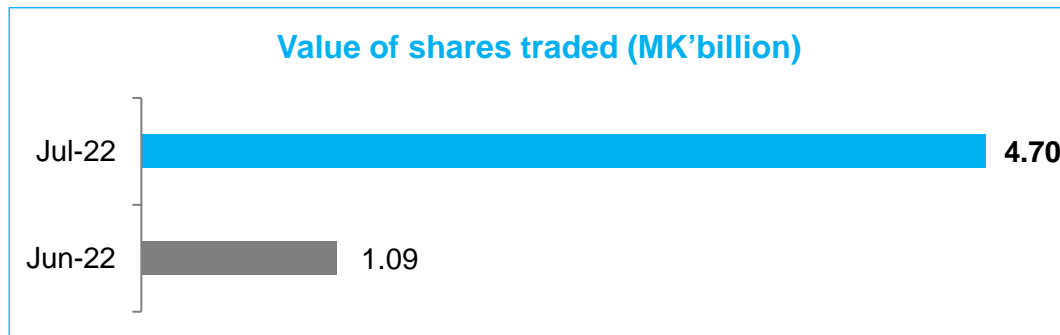 Value of shares traded (MK’billion)
Jul-22 4.70
Jun-22 1.09